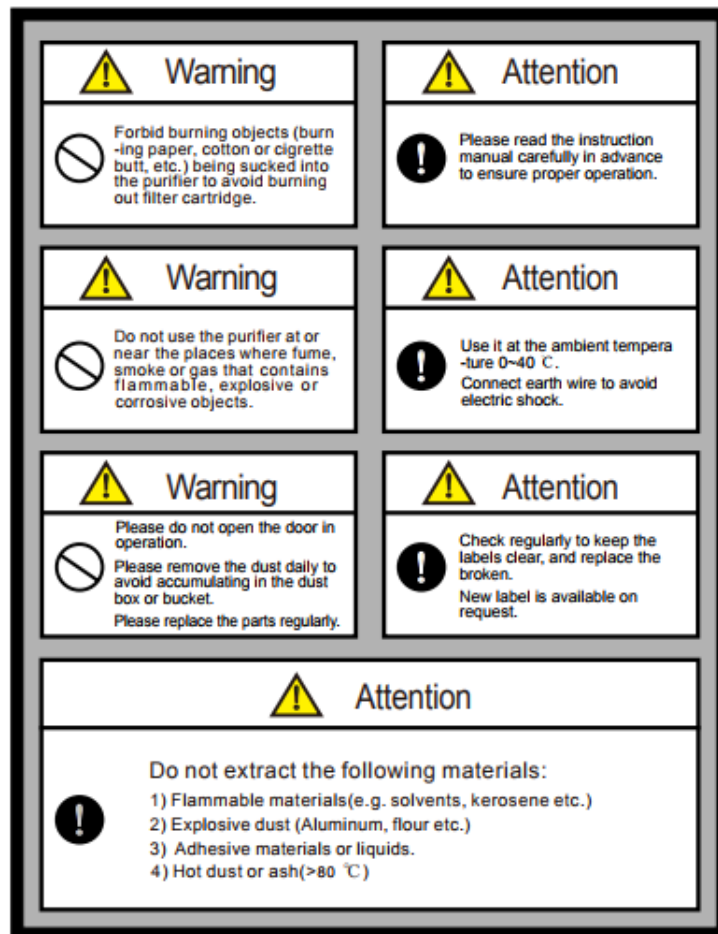 Warning
Forbid burning objects (burn
-ing paper, cotton or cigrette
butt, etc.) being sucked into
the purifier to avoid burning
out filter cartridge.
Attention
Please read the instruction
manual carefully in advance
to ensure proper operation.
Warning
Do not use the purifier at or
near the places where fume,
smoke or gas that contains
flammable, explosive or
corrosive objects.
Attention
Use it at the ambient tempera
-ture 0~40 ℃.
Connect earth wire to avoid
electric shock.
Warning
Please do not open the door in
operation.
Please remove the dust daily to
avoid accumulating in the dust
box or bucket.
Please replace the parts regularly.
Attention
Check regularly to keep the
labels clear, and replace the
broken.
New label is available on
request.
Attention
Do not extract the following materials:
1) Flammable materials(e.g. solvents, kerosene etc.)
2) Explosive dust (Aluminum, flour etc.)
3) Adhesive materials or liquids.
4) Hot dust or ash(>80 ℃)